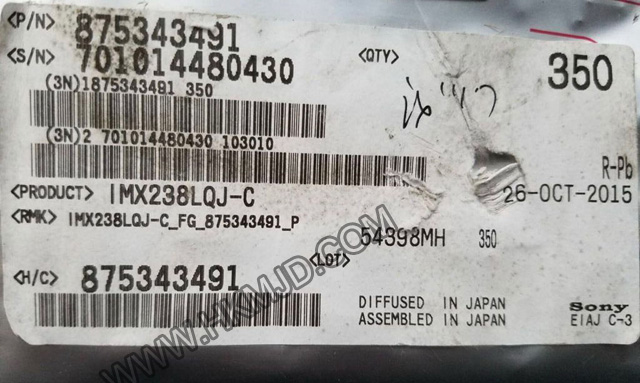 <P/N> 875343491
<S/N> 701014480430 <QTY> 350
(3N)1875343491 350
(3N)2 701014480430 103010
R-Pb
<PRODUCT> IMX238LQJ-C 26-OCT-2015
<RMK> IMX238LQJ-C_FG_875343491_P
54398MH 350
<LOT>
<H/C> 875343491
DIFFUSED IN JAPAN Sony
ASSEMBLED IN JAPAN EIAJ C-3
WWW.HKMJD.COM